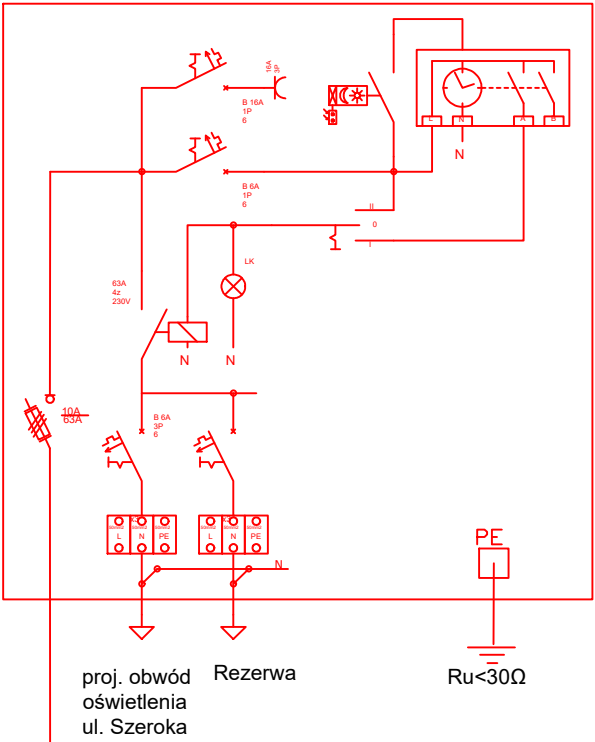 16A
3P
B 16A
1P
6
L
N
A
B
N
B 6A
1P
6
II
0
I
LK
63A
4z
230V
N
N
10A
63A
B 6A
3P
6
L
N
PE
L
N
PE
N
PE
proj. obwód
oświetlenia
ul. Szeroka
Rezerwa
Ru<30Ω